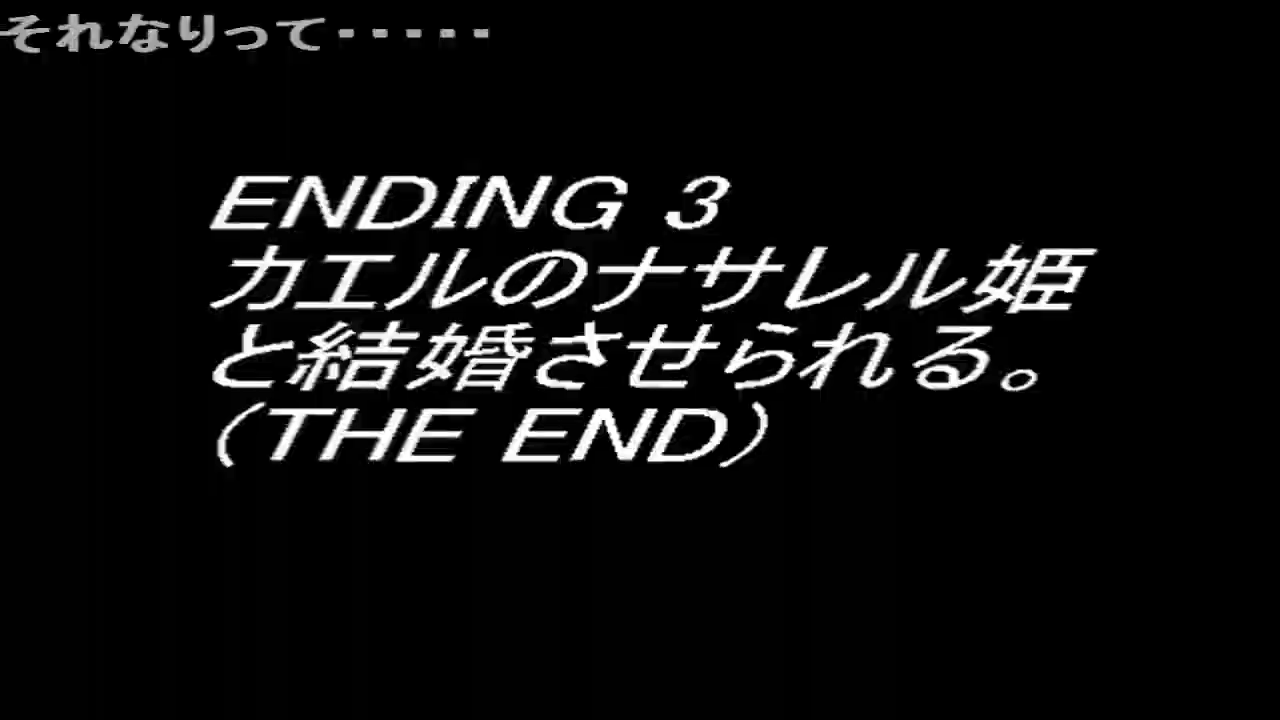 それなりって・・・・・
ENDING 3
カエルのナサレル姫
と結婚させられる。
(THE END)